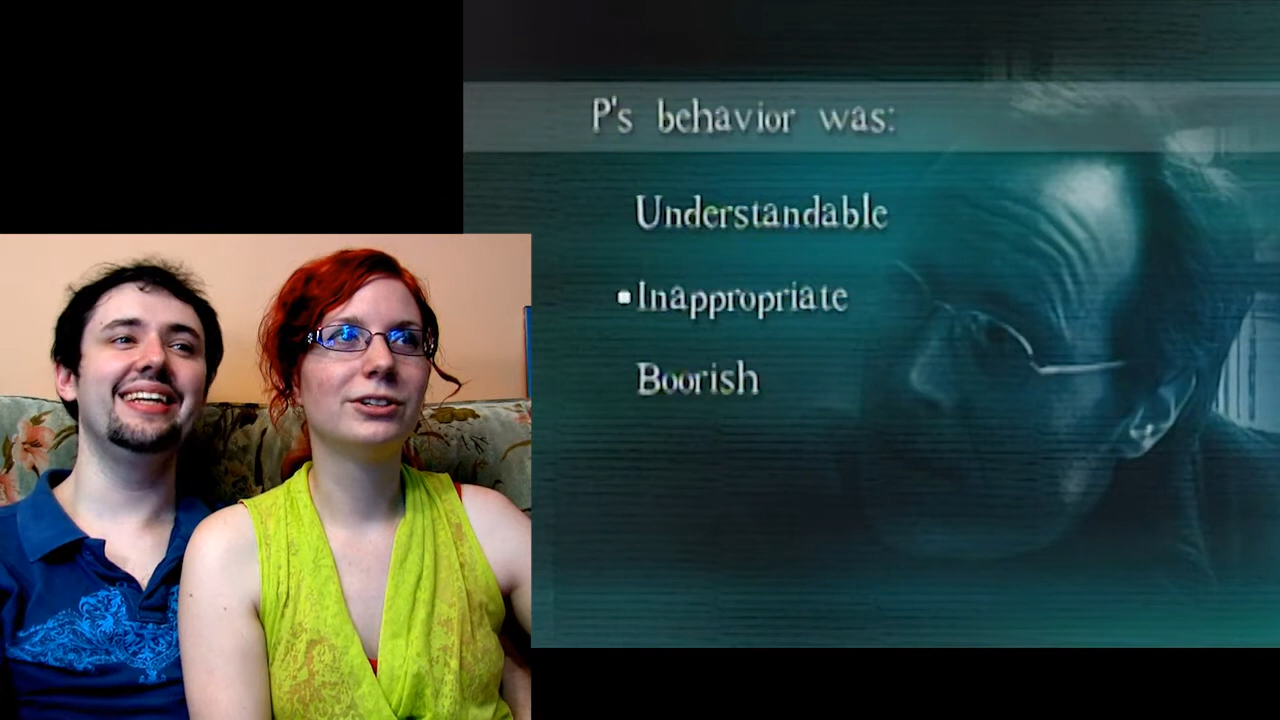 P's behavior was:
Understandable
Inappropriate
Boorish